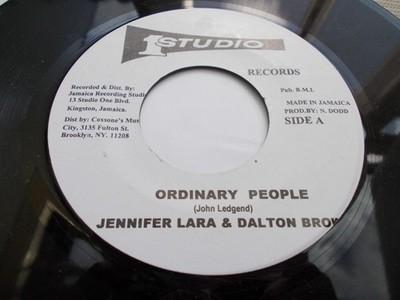 1 STUDIO
RECORDS
Recorded & Dist. By:
Jamaica Recording Studio
13 Studio One Blvd.
Kingston, Jamaica.
Dist by: Coxsone's Mus
City, 3135 Fulton St.
Brooklyn, NY. 11208
Pub. B.M.I.
MADE IN JAMAICA
PROD.BY: N. DODD
SIDE A
ORDINARY PEOPLE
(John Ledgend)
JENNIFER LARA & DALTON BROW